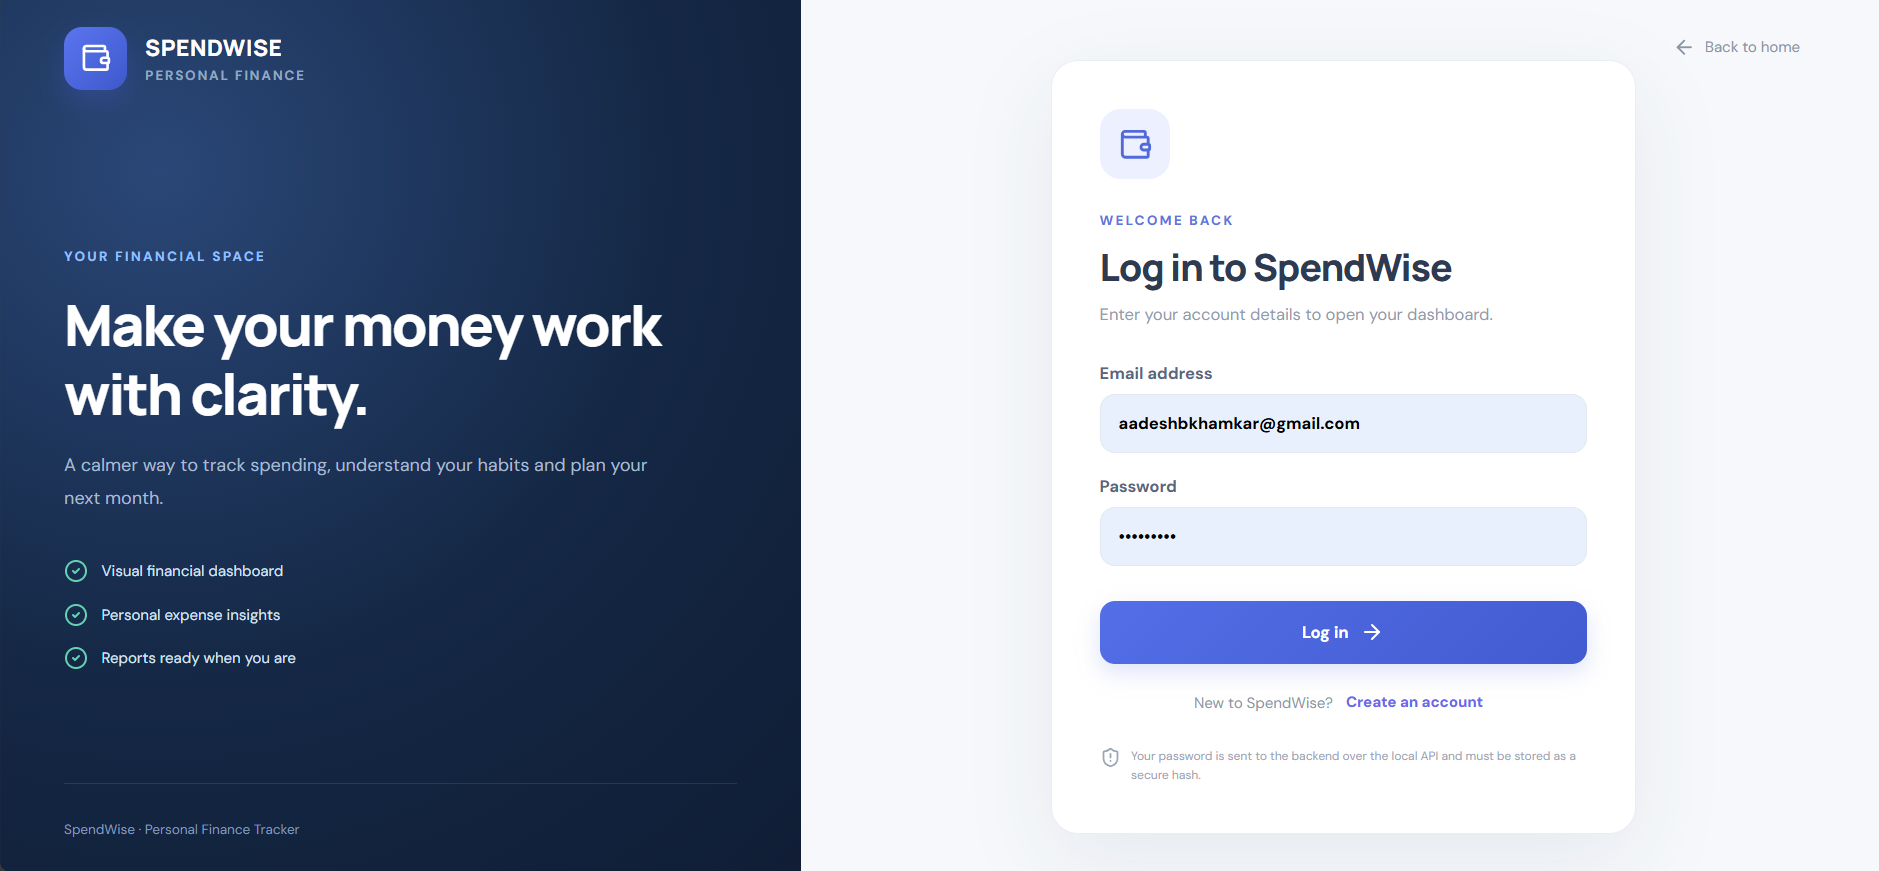 SPENDWISE
PERSONAL FINANCE
YOUR FINANCIAL SPACE
Make your money work
with clarity.
A calmer way to track spending, understand your habits and plan your
next month.
Visual financial dashboard
Personal expense insights
Reports ready when you are
SpendWise · Personal Finance Tracker
Back to home
WELCOME BACK
Log in to SpendWise
Enter your account details to open your dashboard.
Email address
aadeshbkhamkar@gmail.com
Password
•••••••••
Log in
New to SpendWise? Create an account
Your password is sent to the backend over the local API and must be stored as a
secure hash.